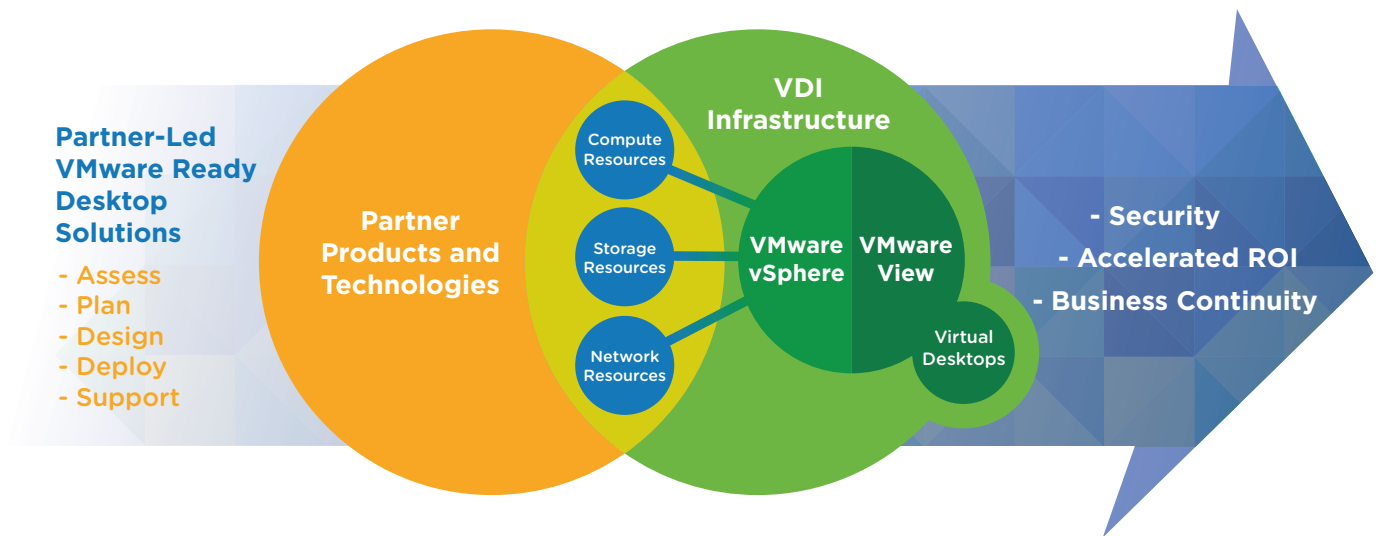 Partner-Led
VMware Ready
Desktop
Solutions
- Assess
- Plan
- Design
- Deploy
- Support
Partner
Products and
Technologies
Compute
Resources
Storage
Resources
Network
Resources
VDI
Infrastructure
VMware
vSphere
VMware
View
Virtual
Desktops
- Security
- Accelerated ROI
- Business Continuity